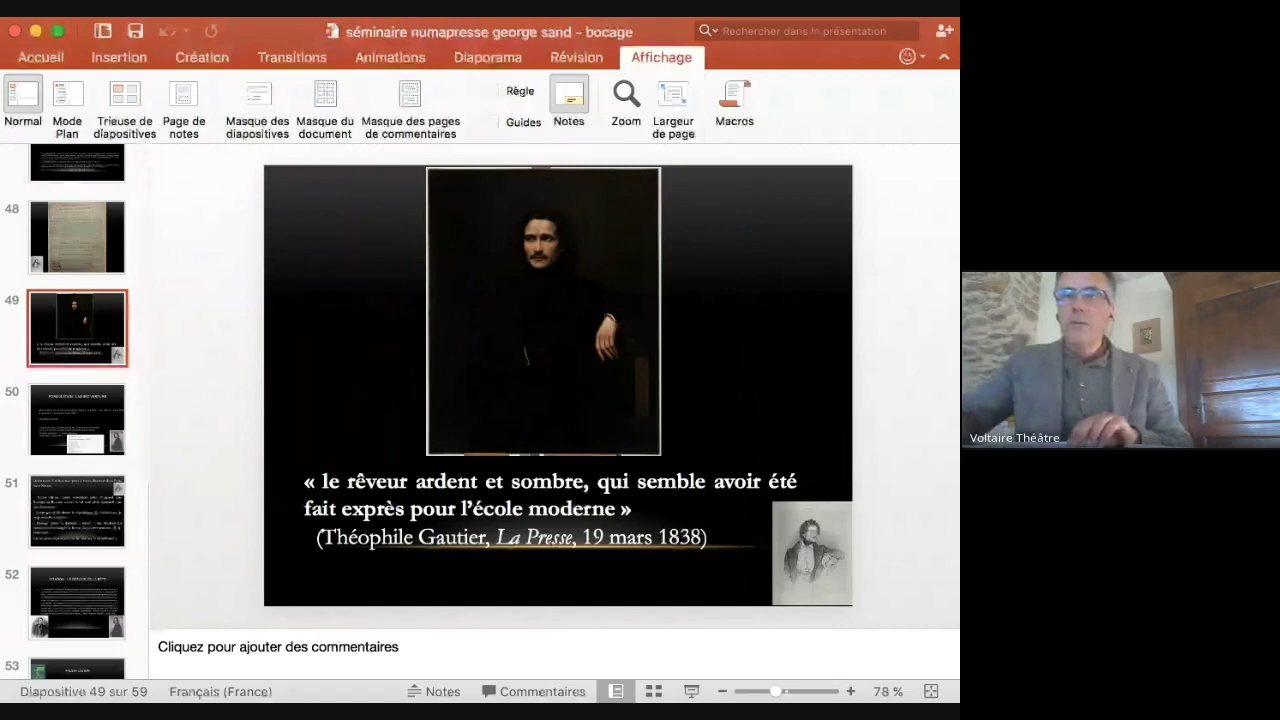 séminaire numapresse george sand - bocage
Rechercher dans la présentation
Accueil Insertion Création Transitions Animations Diaporama Révision Affichage
Normal
Mode Plan
Trieuse de diapositives
Page de notes
Masque des diapositives
Masque du document
Masque des pages de commentaires
Règle
Guides
Notes
Zoom
Largeur de page
Macros
48
49
50
51
52
53
« le rêveur ardent et sombre, qui semble avoir été
fait exprès pour l'école moderne »
(Théophile Gautier, La Presse, 19 mars 1838)
Voltaire Théâtre
Cliquez pour ajouter des commentaires
Diapositive 49 sur 59 Français (France) Notes Commentaires 78 %